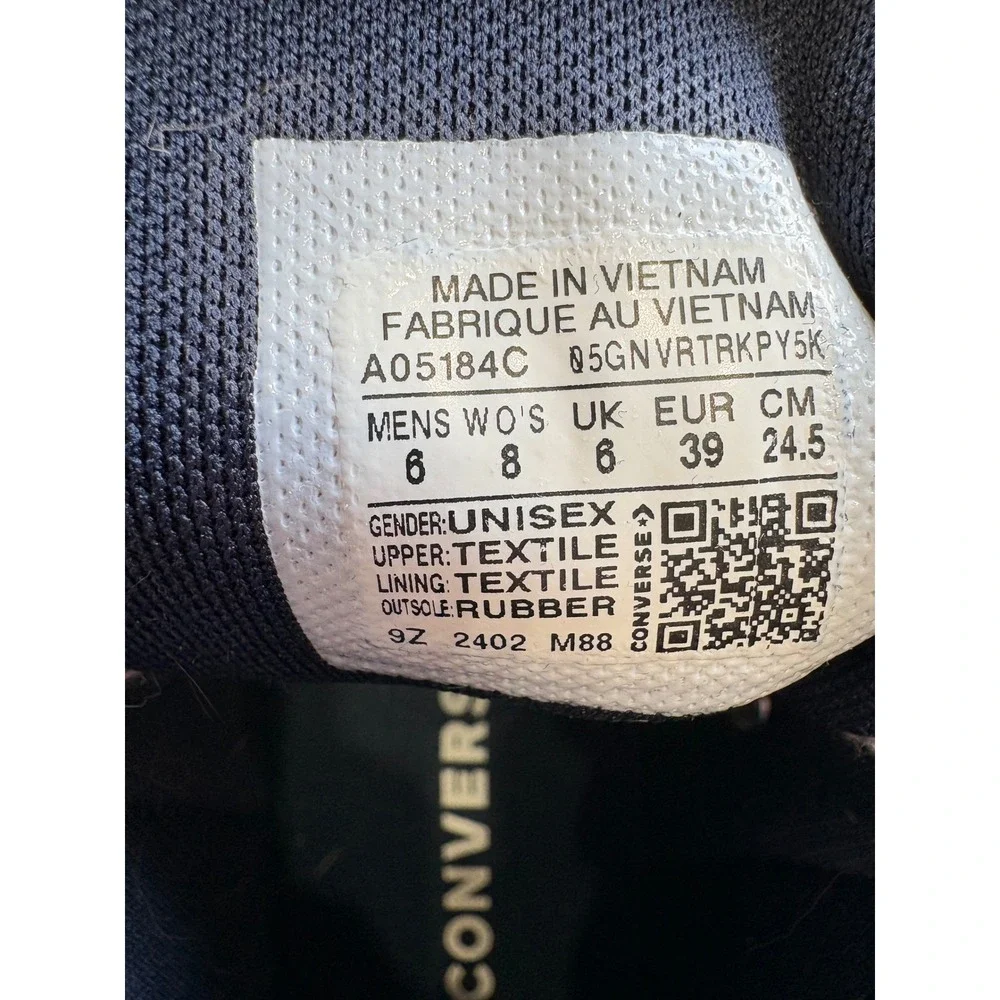 MADE IN VIETNAM
FABRIQUE AU VIETNAM
A05184C 05GNVRTRKPY5K
MENS WO'S UK EUR CM
6 8 6 39 24.5
GENDER: UNISEX
UPPER: TEXTILE
LINING: TEXTILE
OUTSOLE: RUBBER
9Z 2402 M88
CONVERSE
CONVERS